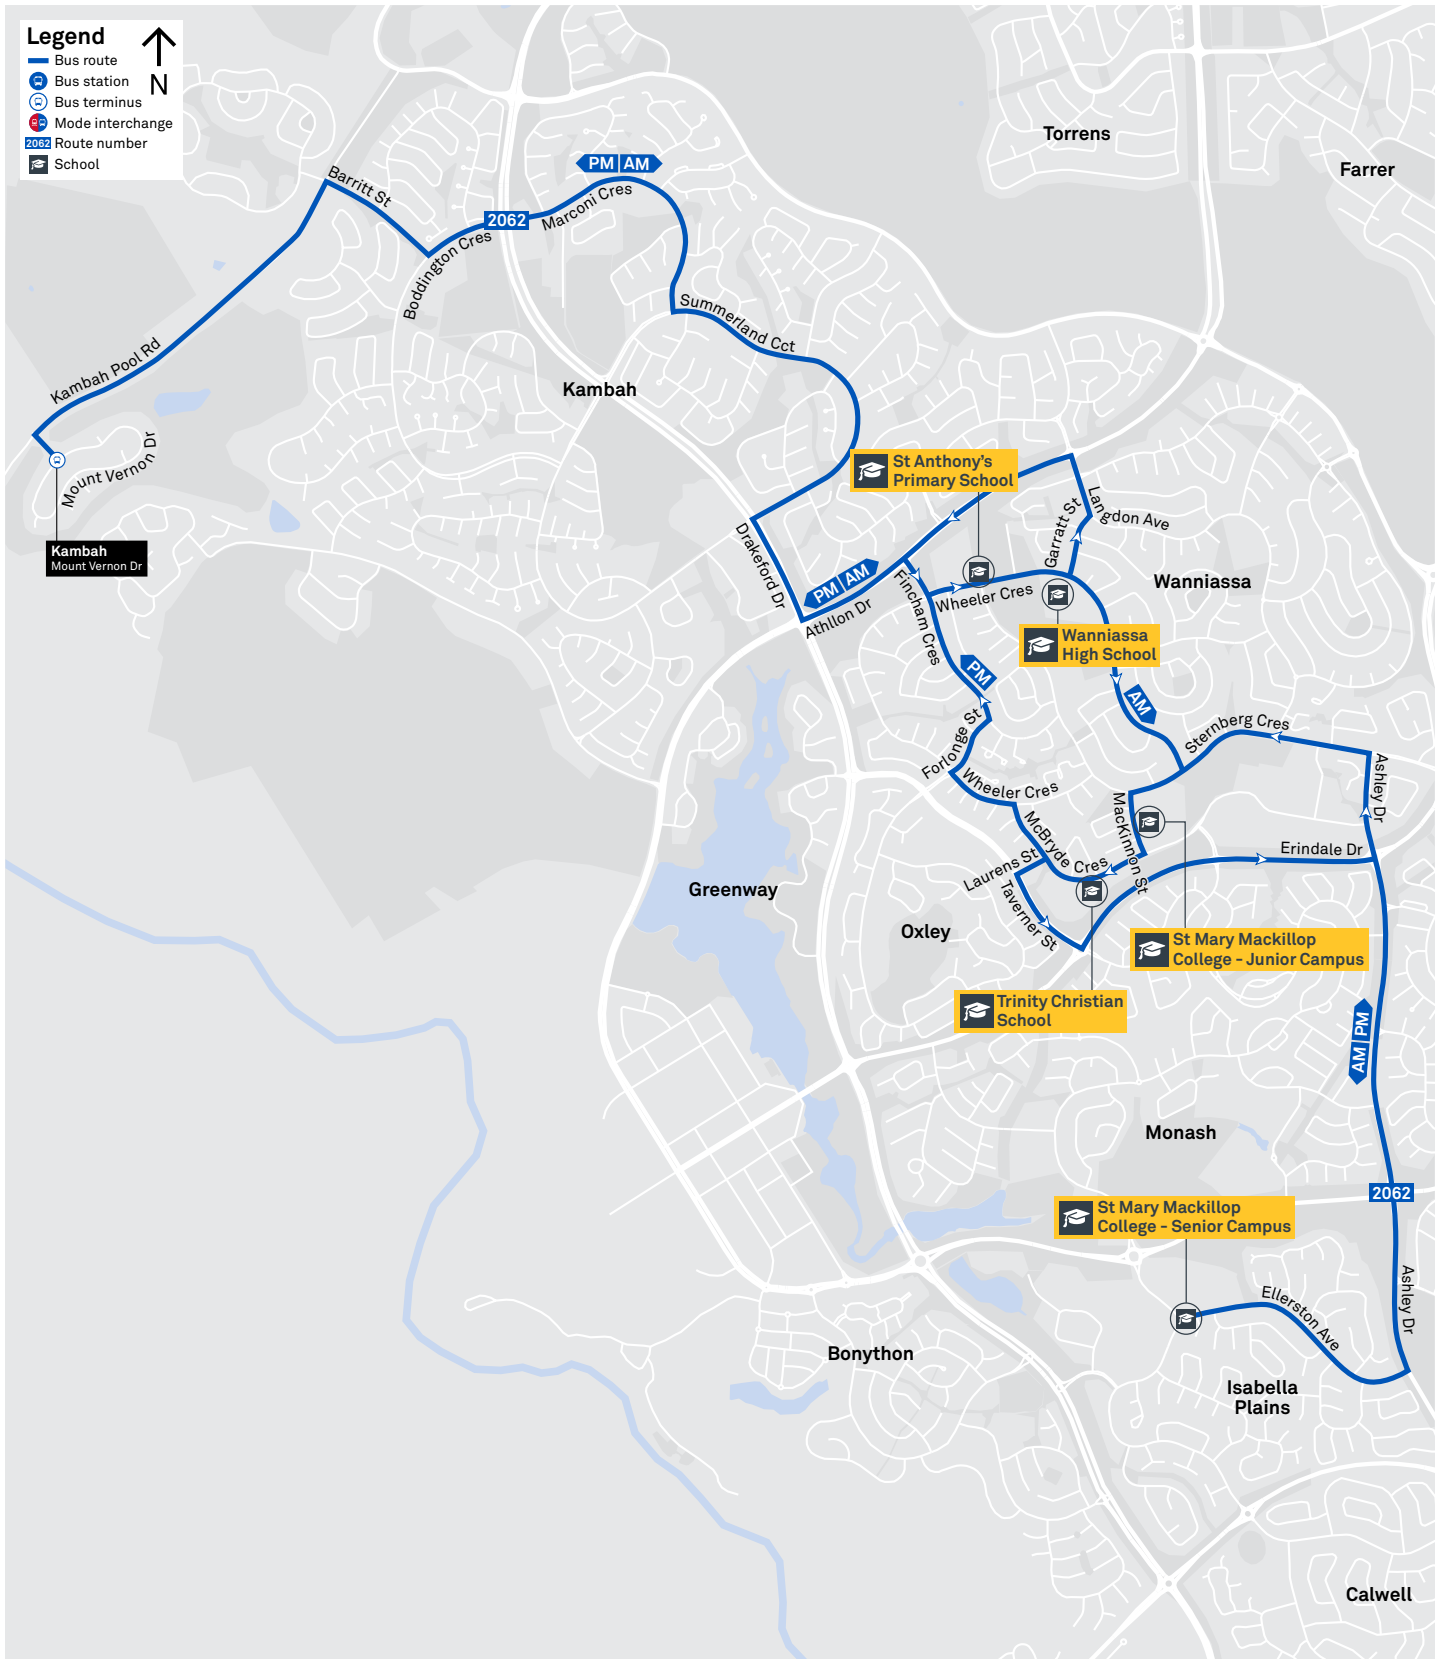 Legend
N
Bus route
Bus station
Bus terminus
Mode interchange
2062 Route number
School
Torrens
Farrer
PM AM
Barritt St
2062
Marconi Cres
Boddington Cres
Summerland Cct
Kambah Pool Rd
Kambah
Mount Vernon Dr
Kambah
Mount Vernon Dr
St Anthony's
Primary School
Langdon Ave
Garratt St
Drakeford Dr
PM AM
Athllon Dr
Fincham Cres
Wheeler Cres
Wanniassa
Wanniassa
High School
PM
AM
Forlonge St
Sternberg Cres
Wheeler Cres
Ashley Dr
MacKinnon St
McBryde Cres
Erindale Dr
Laurens St
Taverner St
Greenway
Oxley
St Mary Mackillop
College - Junior Campus
Trinity Christian
School
AM PM
Monash
2062
St Mary Mackillop
College - Senior Campus
Ellerston Ave
Ashley Dr
Bonython
Isabella
Plains
Calwell